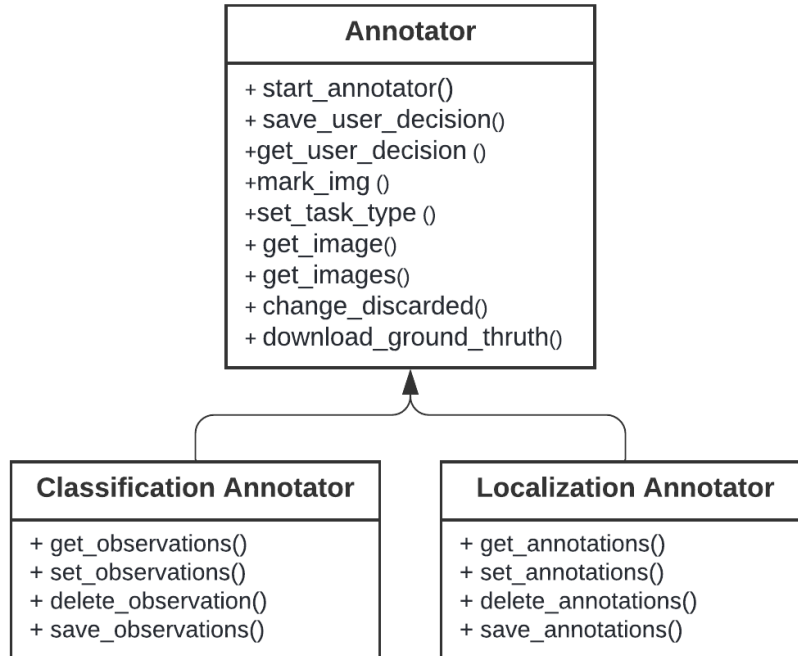 Annotator
+ start_annotator()
+ save_user_decision()
+get_user_decision ()
+mark_img ()
+set_task_type ()
+ get_image()
+ get_images()
+ change_discarded()
+ download_ground_thruth()
Classification Annotator
+ get_observations()
+ set_observations()
+ delete_observation()
+ save_observations()
Localization Annotator
+ get_annotations()
+ set_annotations()
+ delete_annotations()
+ save_annotations()